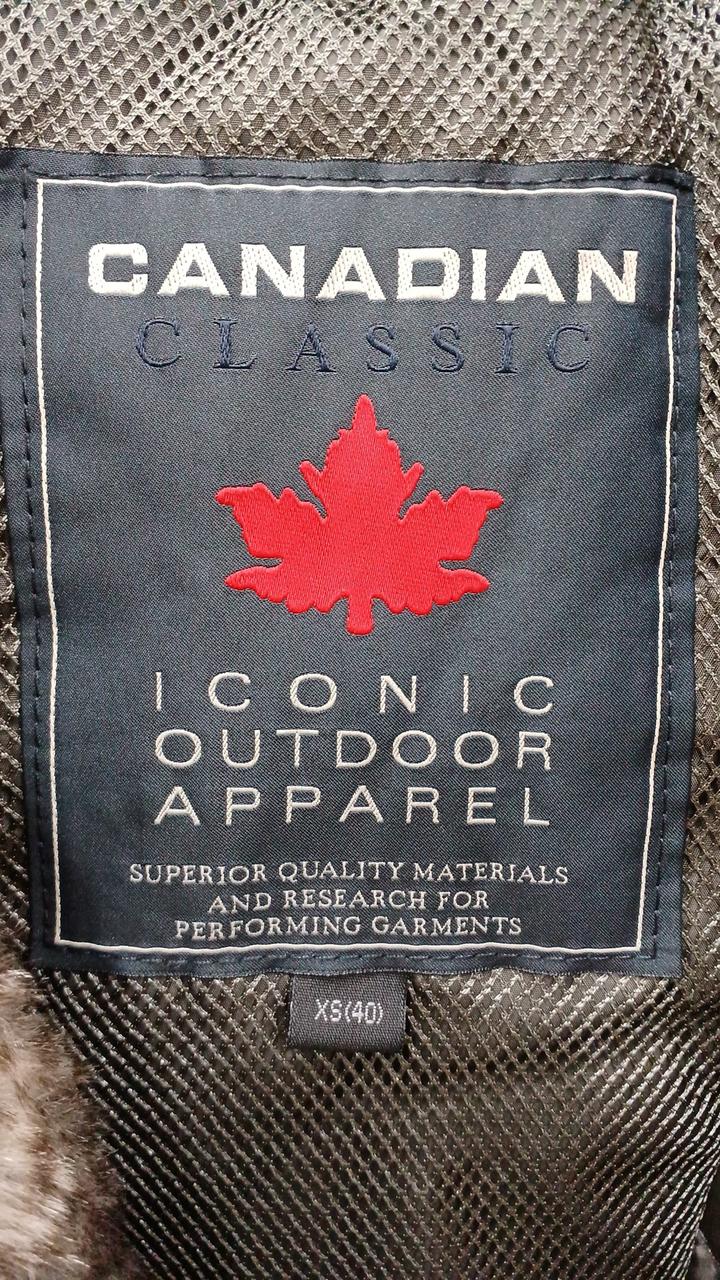 CANADIAN
CLASSIC
ICONIC
OUTDOOR
APPAREL
SUPERIOR QUALITY MATERIALS
AND RESEARCH FOR
PERFORMING GARMENTS
XS(40)